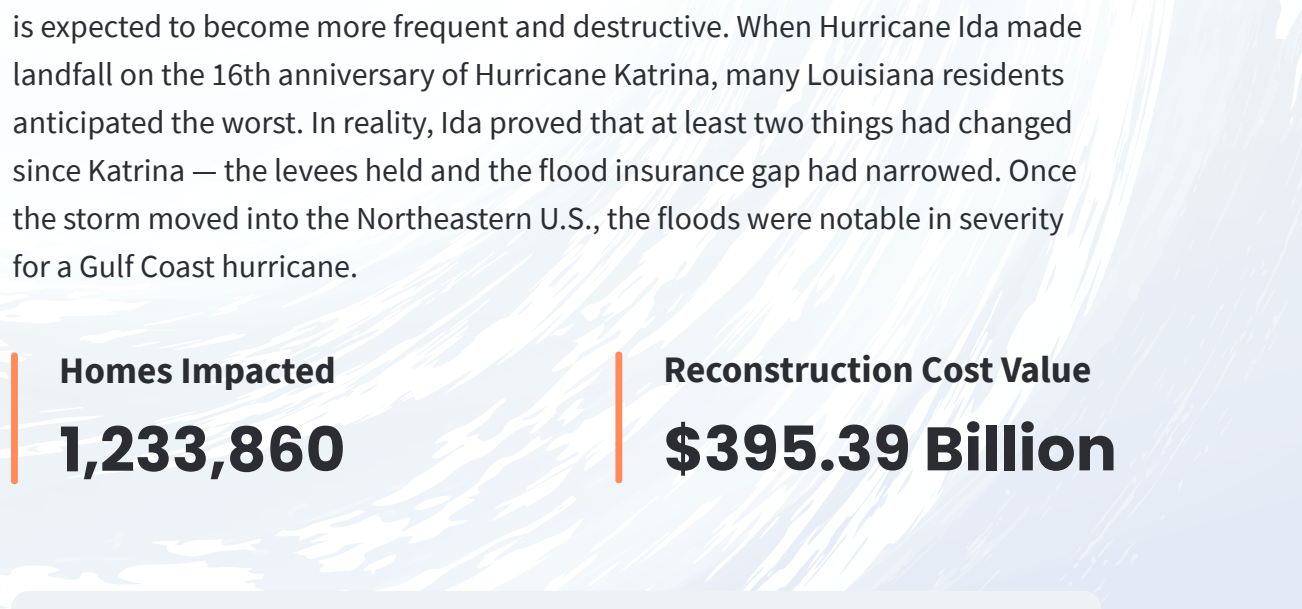 is expected to become more frequent and destructive. When Hurricane Ida made
landfall on the 16th anniversary of Hurricane Katrina, many Louisiana residents
anticipated the worst. In reality, Ida proved that at least two things had changed
since Katrina — the levees held and the flood insurance gap had narrowed. Once
the storm moved into the Northeastern U.S., the floods were notable in severity
for a Gulf Coast hurricane.
Homes Impacted
1,233,860
Reconstruction Cost Value
$395.39 Billion